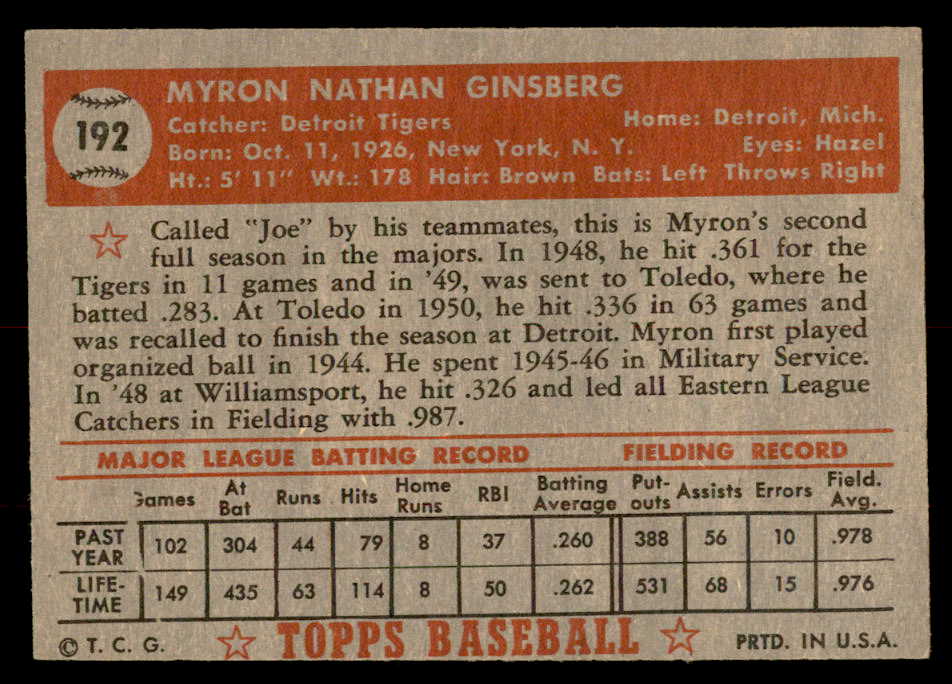 192
MYRON NATHAN GINSBERG
Catcher: Detroit Tigers Home: Detroit, Mich.
Born: Oct. 11, 1926, New York, N. Y. Eyes: Hazel
Ht.: 5' 11" Wt.: 178 Hair: Brown Bats: Left Throws Right
Called "Joe" by his teammates, this is Myron's second
full season in the majors. In 1948, he hit .361 for the
Tigers in 11 games and in '49, was sent to Toledo, where he
batted .283. At Toledo in 1950, he hit .336 in 63 games and
was recalled to finish the season at Detroit. Myron first played
organized ball in 1944. He spent 1945-46 in Military Service.
In '48 at Williamsport, he hit .326 and led all Eastern League
Catchers in Fielding with .987.
MAJOR LEAGUE BATTING RECORD FIELDING RECORD
Games At Bat Runs Hits Home Runs RBI Batting Average Put-outs Assists Errors Field. Avg.
PAST YEAR 102 304 44 79 8 37 .260 388 56 10 .978
LIFE-TIME 149 435 63 114 8 50 .262 531 68 15 .976
© T. C. G. TOPPS BASEBALL PRTD. IN U.S.A.